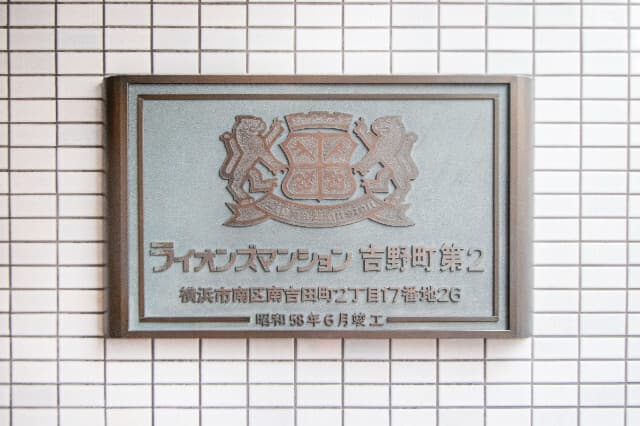 ライオンズマンション 吉野町第2
横浜市南区南吉田町2丁目17番地26
昭和58年6月竣工